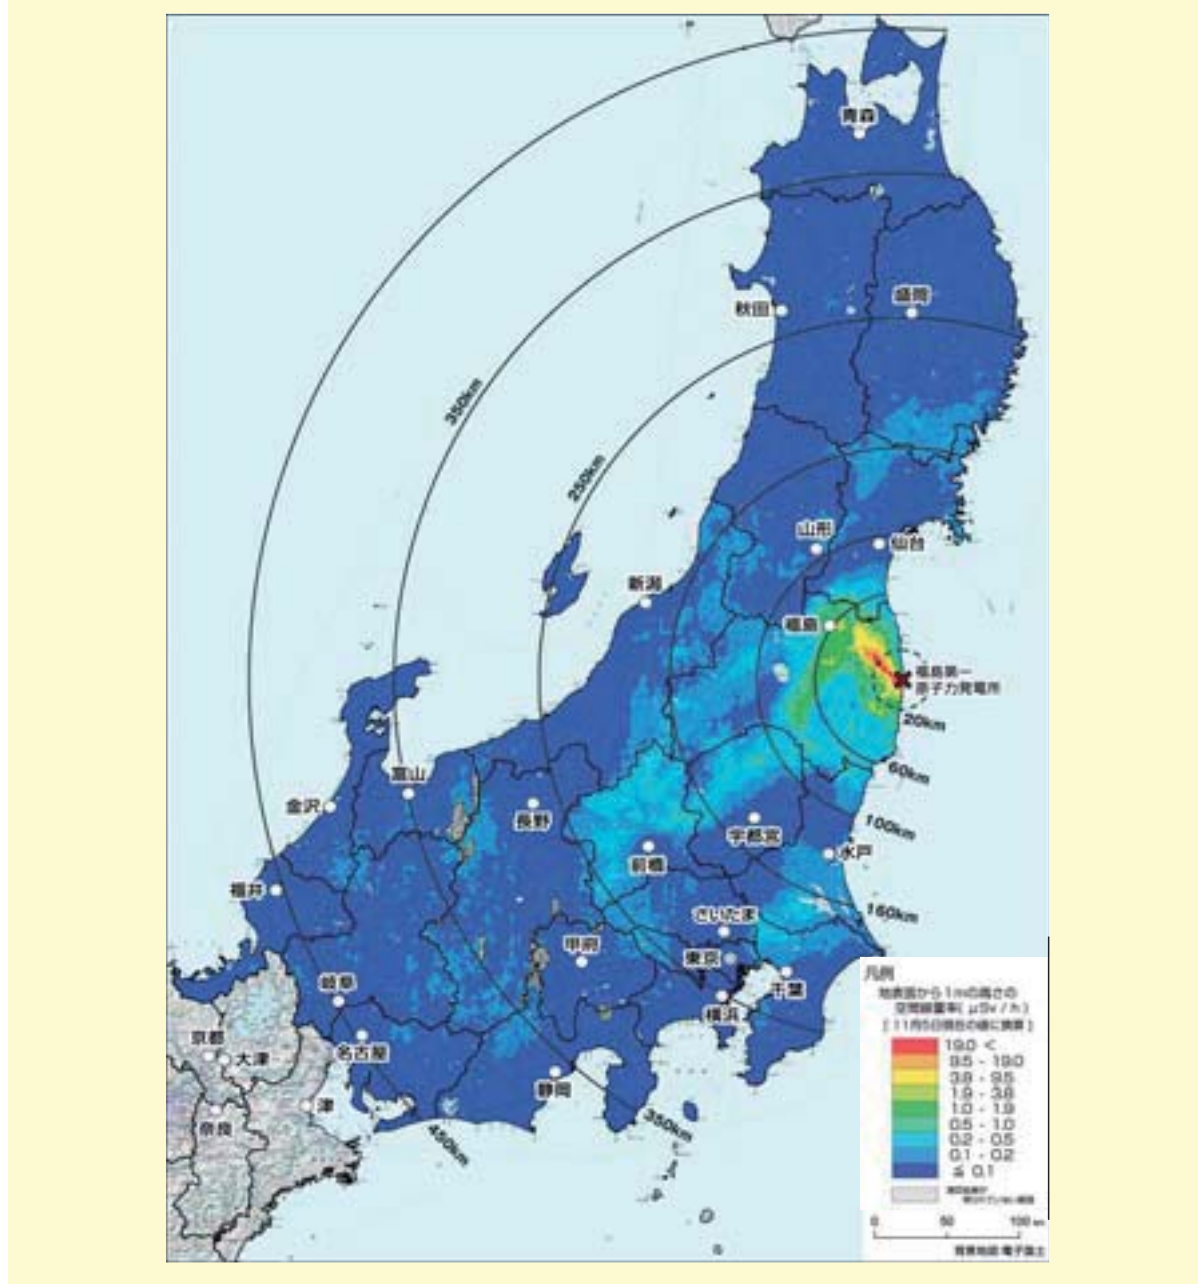 青森
秋田
盛岡
350km
250km
山形
仙台
新潟
福島
福島第一
原子力発電所
20km
60km
富山
金沢
長野
宇都宮
100km
前橋
水戸
福井
160km
さいたま
甲府
東京
岐阜
千葉
横浜
京都
大津
名古屋
静岡
津
奈良
350km
450km
凡例
地表面から1mの高さの
空間線量率(μSv/h)
[11月5日現在の値に換算]
19.0 <
9.5 - 19.0
3.8 - 9.5
1.9 - 3.8
1.0 - 1.9
0.5 - 1.0
0.2 - 0.5
0.1 - 0.2
≦ 0.1
0 50 100 km
背景地図:電子国土